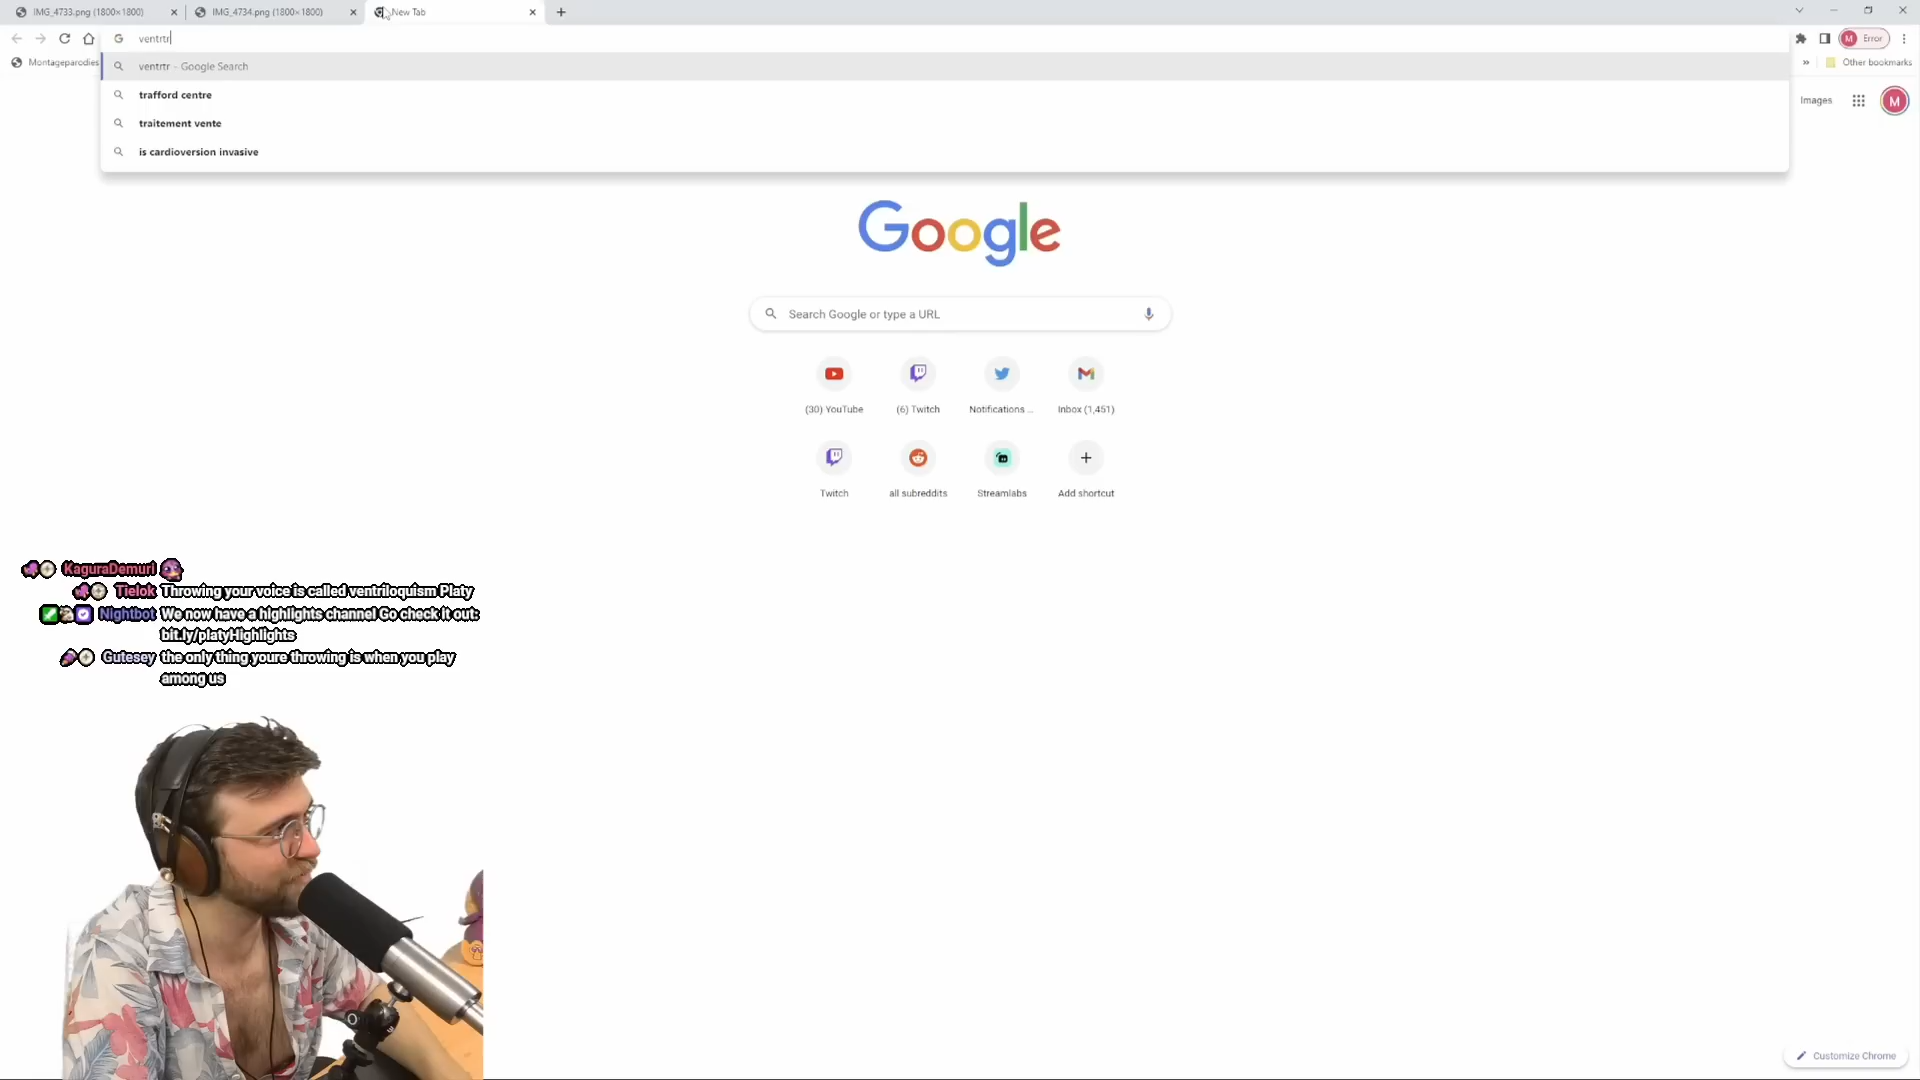 IMG_4733.png (1800×1800)
IMG_4734.png (1800×1800)
New Tab
ventrtr
Error
Montageparodies
Other bookmarks
ventrtr - Google Search
trafford centre
traitement vente
is cardioversion invasive
Images
M
Google
Search Google or type a URL
(30) YouTube
(6) Twitch
Notifications ...
Inbox (1,451)
Twitch
all subreddits
Streamlabs
Add shortcut
KaguraDemuri
Tielok Throwing your voice is called ventriloquism Platy
Nightbot We now have a highlights channel Go check it out:
bit.ly/platyHighlights
Gutesey the only thing youre throwing is when you play
among us
Customize Chrome